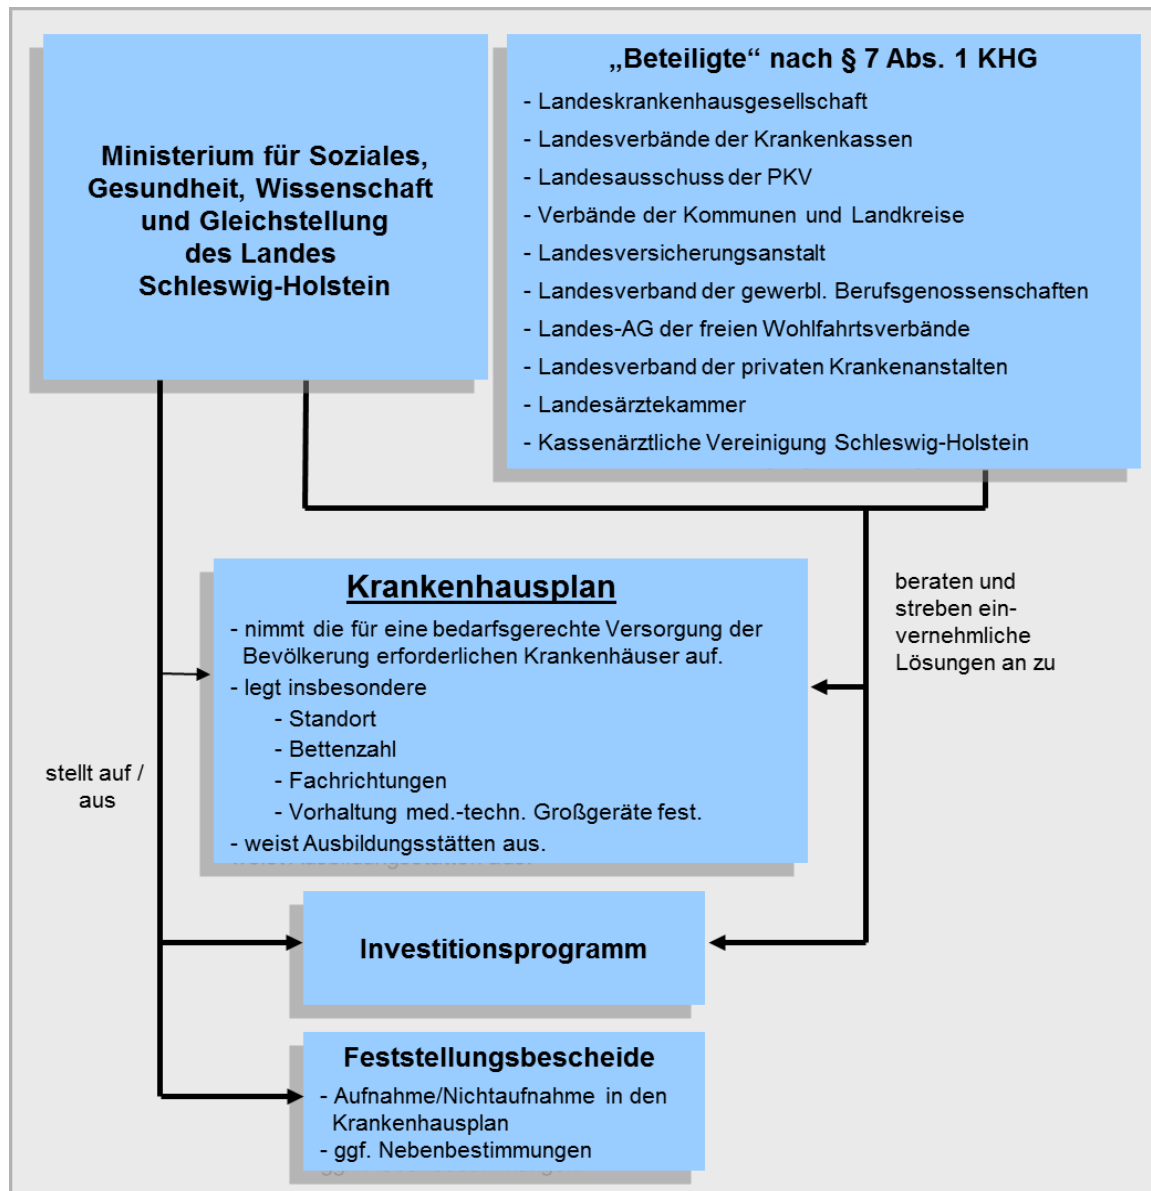 Ministerium für Soziales,
Gesundheit, Wissenschaft
und Gleichstellung
des Landes
Schleswig-Holstein
„Beteiligte“ nach § 7 Abs. 1 KHG
- Landeskrankenhausgesellschaft
- Landesverbände der Krankenkassen
- Landesausschuss der PKV
- Verbände der Kommunen und Landkreise
- Landesversicherungsanstalt
- Landesverband der gewerbl. Berufsgenossenschaften
- Landes-AG der freien Wohlfahrtsverbände
- Landesverband der privaten Krankenanstalten
- Landesärztekammer
- Kassenärztliche Vereinigung Schleswig-Holstein
Krankenhausplan
- nimmt die für eine bedarfsgerechte Versorgung der
Bevölkerung erforderlichen Krankenhäuser auf.
- legt insbesondere
- Standort
- Bettenzahl
- Fachrichtungen
- Vorhaltung med.-techn. Großgeräte fest.
- weist Ausbildungsstätten aus.
beraten und
streben ein-
vernehmliche
Lösungen an zu
stellt auf /
aus
Investitionsprogramm
Feststellungsbescheide
- Aufnahme/Nichtaufnahme in den
Krankenhausplan
- ggf. Nebenbestimmungen